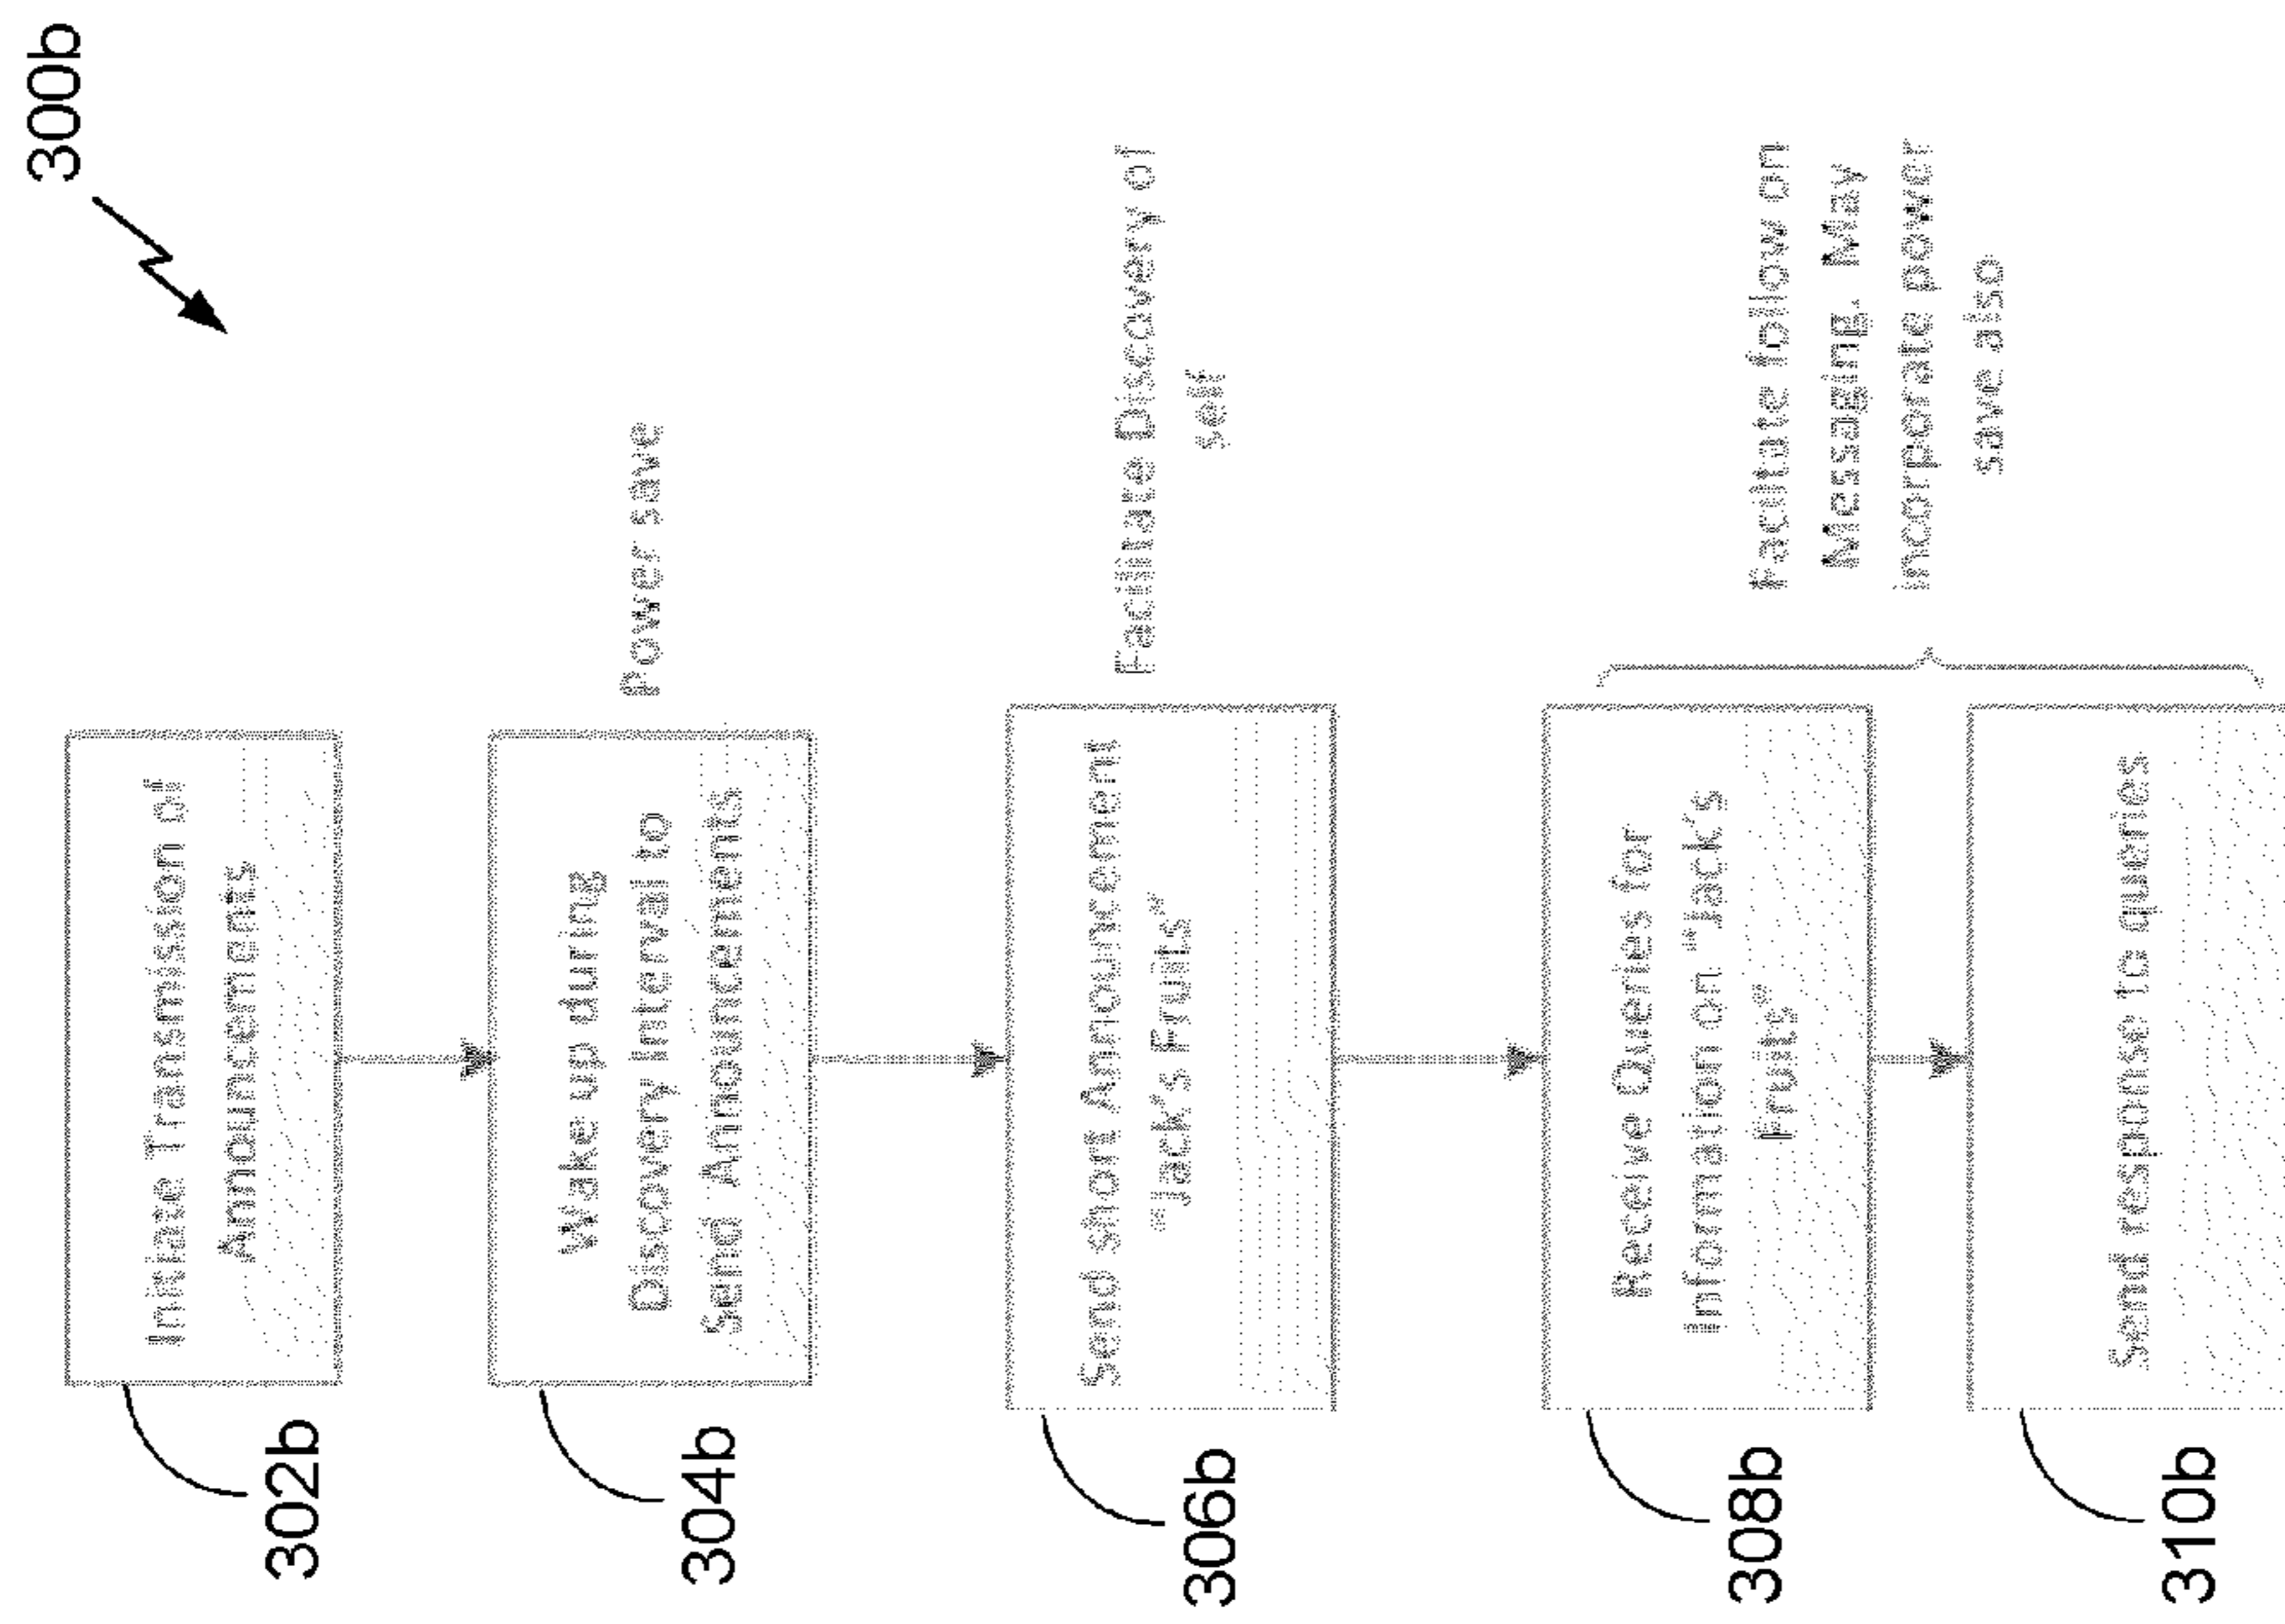 300b
302b
Initiate Transmission of
Announcements
304b
Wake up during
Discovery Interval to
Send Announcements
Power save
306b
Send short Announcement
"Jack's Fruits"
Facilitate Discovery of
self
308b
Receive Queries for
information on "Jack's
Fruits"
310b
Send response to queries
Facilitate follow on
Messaging. May
incorporate power
save also